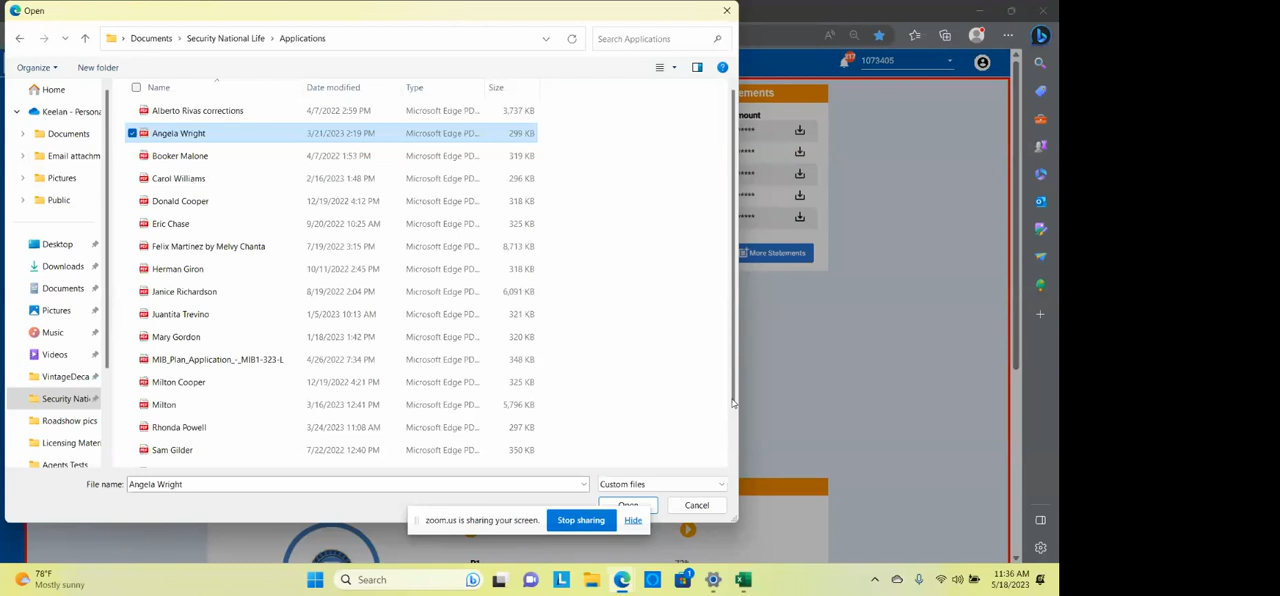 Open
Documents > Security National Life > Applications
Search Applications
Organize
New folder
Name Date modified Type Size
Home
Keelan - Persona
Documents
Email attachm
Pictures
Public
Desktop
Downloads
Documents
Pictures
Music
Videos
VintageDeca
Security Nati
Roadshow pics
Licensing Mater
Agents Tests
Alberto Rivas corrections 4/7/2022 2:59 PM Microsoft Edge PD... 3,737 KB
Angela Wright 3/21/2023 2:19 PM Microsoft Edge PD... 299 KB
Booker Malone 4/7/2022 1:53 PM Microsoft Edge PD... 319 KB
Carol Williams 2/16/2023 1:48 PM Microsoft Edge PD... 296 KB
Donald Cooper 12/19/2022 4:12 PM Microsoft Edge PD... 318 KB
Eric Chase 9/20/2022 10:25 AM Microsoft Edge PD... 325 KB
Felix Martinez by Melvy Chanta 7/19/2022 3:15 PM Microsoft Edge PD... 8,713 KB
Herman Giron 10/11/2022 2:45 PM Microsoft Edge PD... 318 KB
Janice Richardson 8/19/2022 2:04 PM Microsoft Edge PD... 6,091 KB
Juantita Trevino 1/5/2023 10:13 AM Microsoft Edge PD... 321 KB
Mary Gordon 1/18/2023 1:42 PM Microsoft Edge PD... 320 KB
MIB_Plan_Application_-_MIB1-323-L 4/26/2022 7:34 PM Microsoft Edge PD... 348 KB
Milton Cooper 12/19/2022 4:21 PM Microsoft Edge PD... 325 KB
Milton 3/16/2023 12:41 PM Microsoft Edge PD... 5,796 KB
Rhonda Powell 3/24/2023 11:08 AM Microsoft Edge PD... 297 KB
Sam Gilder 7/22/2022 12:40 PM Microsoft Edge PD... 350 KB
File name: Angela Wright
Custom files
Open
Cancel
zoom.us is sharing your screen.
Stop sharing
Hide
1073405
ements
mount
*****
*****
*****
*****
*****
More Statements
78°F
Mostly sunny
Search
11:36 AM
5/18/2023